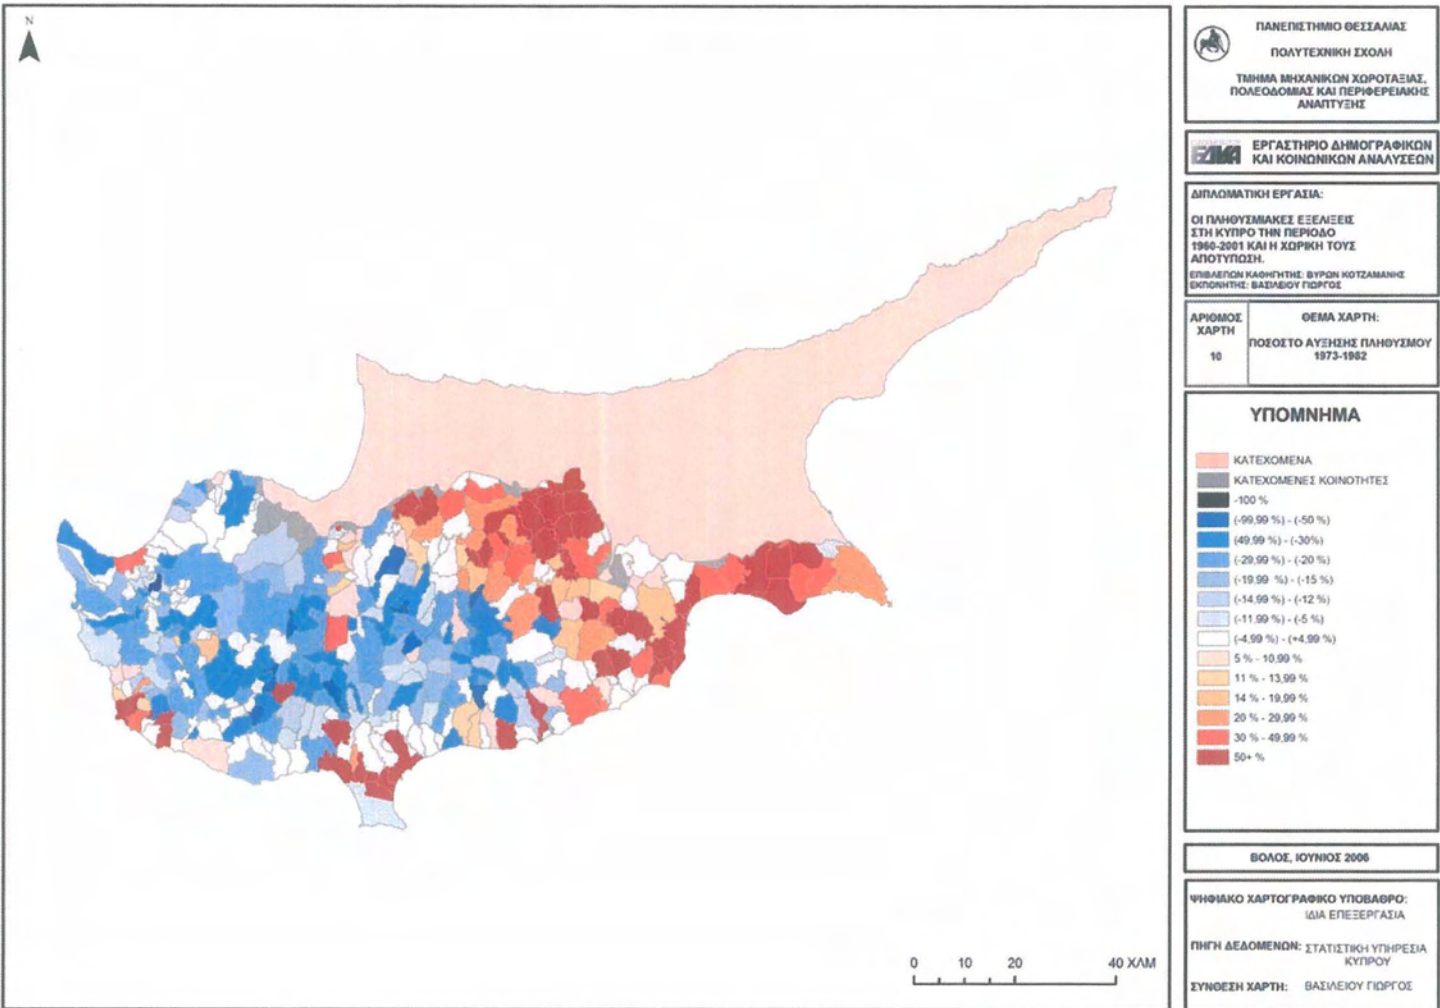 N
ΠΑΝΕΠΙΣΤΗΜΙΟ ΘΕΣΣΑΛΙΑΣ
ΠΟΛΥΤΕΧΝΙΚΗ ΣΧΟΛΗ
ΤΜΗΜΑ ΜΗΧΑΝΙΚΩΝ ΧΩΡΟΤΑΞΙΑΣ,
ΠΟΛΕΟΔΟΜΙΑΣ ΚΑΙ ΠΕΡΙΦΕΡΕΙΑΚΗΣ
ΑΝΑΠΤΥΞΗΣ
ΕΔΚΑ
ΕΡΓΑΣΤΗΡΙΟ ΔΗΜΟΓΡΑΦΙΚΩΝ
ΚΑΙ ΚΟΙΝΩΝΙΚΩΝ ΑΝΑΛΥΣΕΩΝ
ΔΙΠΛΩΜΑΤΙΚΗ ΕΡΓΑΣΙΑ:
ΟΙ ΠΛΗΘΥΣΜΙΑΚΕΣ ΕΞΕΛΙΞΕΙΣ
ΣΤΗ ΚΥΠΡΟ ΤΗΝ ΠΕΡΙΟΔΟ
1960-2001 ΚΑΙ Η ΧΩΡΙΚΗ ΤΟΥΣ
ΑΠΟΤΥΠΩΣΗ.
ΕΠΙΒΛΕΠΩΝ ΚΑΘΗΓΗΤΗΣ: ΒΥΡΩΝ ΚΟΤΖΑΜΑΝΗΣ
ΕΚΠΟΝΗΤΗΣ: ΒΑΣΙΛΕΙΟΥ ΓΙΩΡΓΟΣ
ΑΡΙΘΜΟΣ
ΧΑΡΤΗ
10
ΘΕΜΑ ΧΑΡΤΗ:
ΠΟΣΟΣΤΟ ΑΥΞΗΣΗΣ ΠΛΗΘΥΣΜΟΥ
1973-1982
ΥΠΟΜΝΗΜΑ
ΚΑΤΕΧΟΜΕΝΑ
ΚΑΤΕΧΟΜΕΝΕΣ ΚΟΙΝΟΤΗΤΕΣ
-100 %
(-99,99 %) - (-50 %)
(49,99 %) - (-30%)
(-29,99 %) - (-20 %)
(-19,99 %) - (-15 %)
(-14,99 %) - (-12 %)
(-11,99 %) - (-5 %)
(-4,99 %) - (+4,99 %)
5 % - 10,99 %
11 % - 13,99 %
14 % - 19,99 %
20 % - 29,99 %
30 % - 49,99 %
50+ %
ΒΟΛΟΣ, ΙΟΥΝΙΟΣ 2006
ΨΗΦΙΑΚΟ ΧΑΡΤΟΓΡΑΦΙΚΟ ΥΠΟΒΑΘΡΟ:
ΙΔΙΑ ΕΠΕΞΕΡΓΑΣΙΑ
ΠΗΓΗ ΔΕΔΟΜΕΝΩΝ: ΣΤΑΤΙΣΤΙΚΗ ΥΠΗΡΕΣΙΑ
ΚΥΠΡΟΥ
ΣΥΝΘΕΣΗ ΧΑΡΤΗ: ΒΑΣΙΛΕΙΟΥ ΓΙΩΡΓΟΣ
0 10 20 40 ΧΛΜ